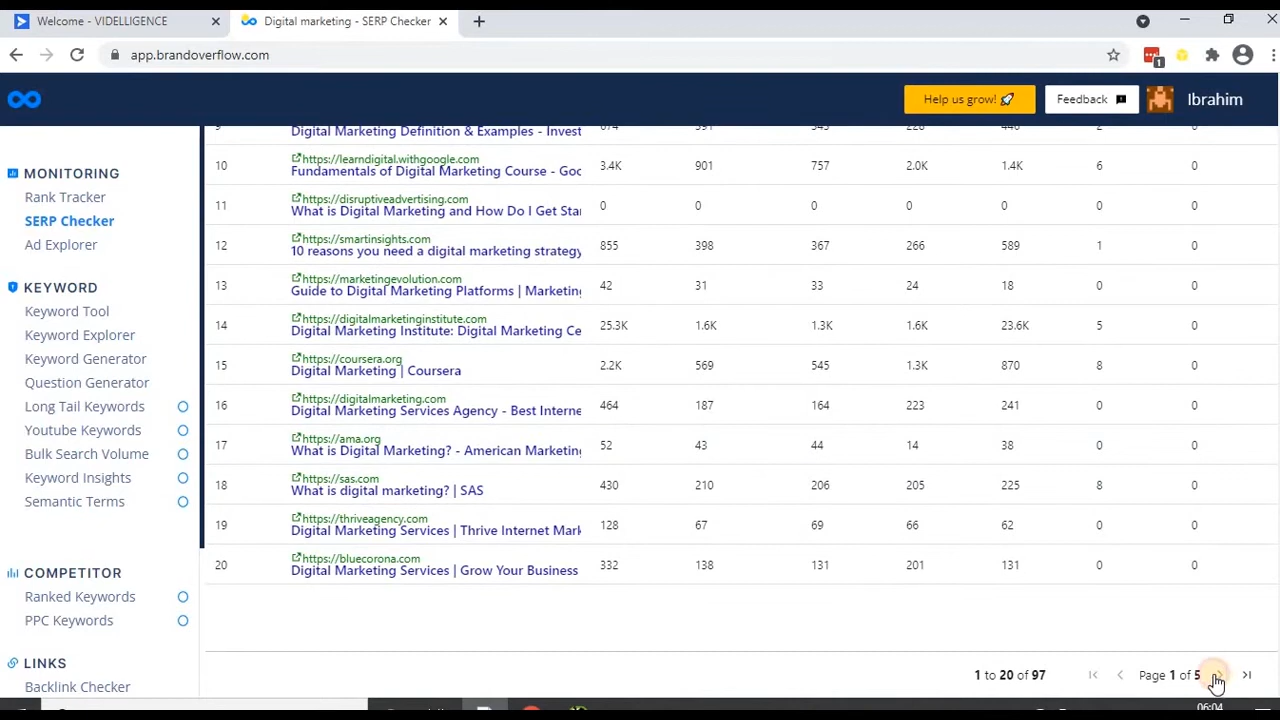 Welcome - VIDELLIGENCE
Digital marketing - SERP Checker
app.brandoverflow.com
1
Help us grow!
Feedback
Ibrahim
MONITORING
Rank Tracker
SERP Checker
Ad Explorer
KEYWORD
Keyword Tool
Keyword Explorer
Keyword Generator
Question Generator
Long Tail Keywords
Youtube Keywords
Bulk Search Volume
Keyword Insights
Semantic Terms
COMPETITOR
Ranked Keywords
PPC Keywords
LINKS
Backlink Checker
Digital Marketing Definition & Examples - Invest
10 https://learndigital.withgoogle.com 3.4K 901 757 2.0K 1.4K 6 0
Fundamentals of Digital Marketing Course - Goo
11 https://disruptiveadvertising.com 0 0 0 0 0 0 0
What is Digital Marketing and How Do I Get Star
12 https://smartinsights.com 855 398 367 266 589 1 0
10 reasons you need a digital marketing strategy
13 https://marketingevolution.com 42 31 33 24 18 0 0
Guide to Digital Marketing Platforms | Marketing
14 https://digitalmarketinginstitute.com 25.3K 1.6K 1.3K 1.6K 23.6K 5 0
Digital Marketing Institute: Digital Marketing Ce
15 https://coursera.org 2.2K 569 545 1.3K 870 8 0
Digital Marketing | Coursera
16 https://digitalmarketing.com 464 187 164 223 241 0 0
Digital Marketing Services Agency - Best Interne
17 https://ama.org 52 43 44 14 38 0 0
What is Digital Marketing? - American Marketing
18 https://sas.com 430 210 206 205 225 8 0
What is digital marketing? | SAS
19 https://thriveagency.com 128 67 69 66 62 0 0
Digital Marketing Services | Thrive Internet Mark
20 https://bluecorona.com 332 138 131 201 131 0 0
Digital Marketing Services | Grow Your Business
1 to 20 of 97 Page 1 of 5
06:04